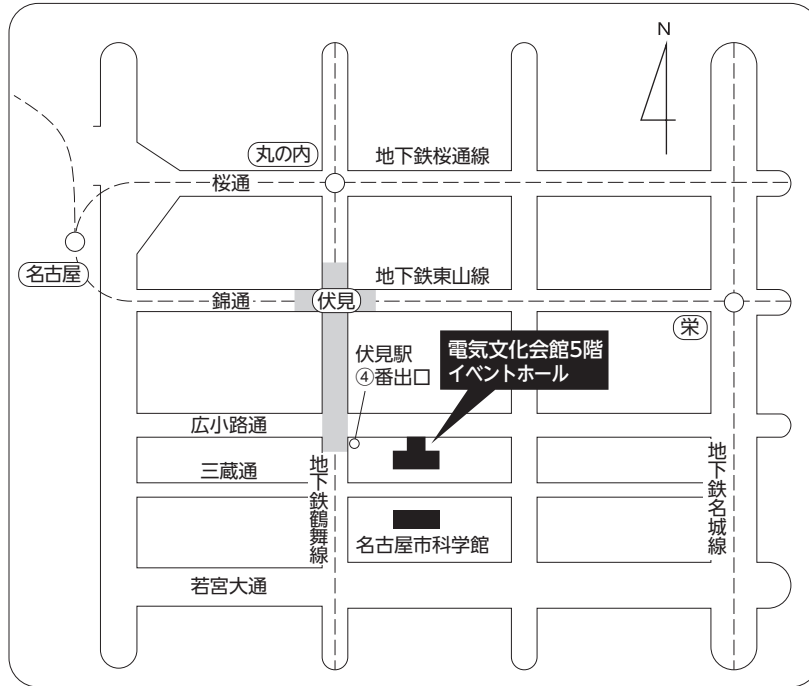 N
丸の内
地下鉄桜通線
桜通
名古屋
地下鉄東山線
錦通
伏見
栄
伏見駅
④番出口
電気文化会館5階
イベントホール
広小路通
三蔵通
地下鉄鶴舞線
地下鉄名城線
名古屋市科学館
若宮大通